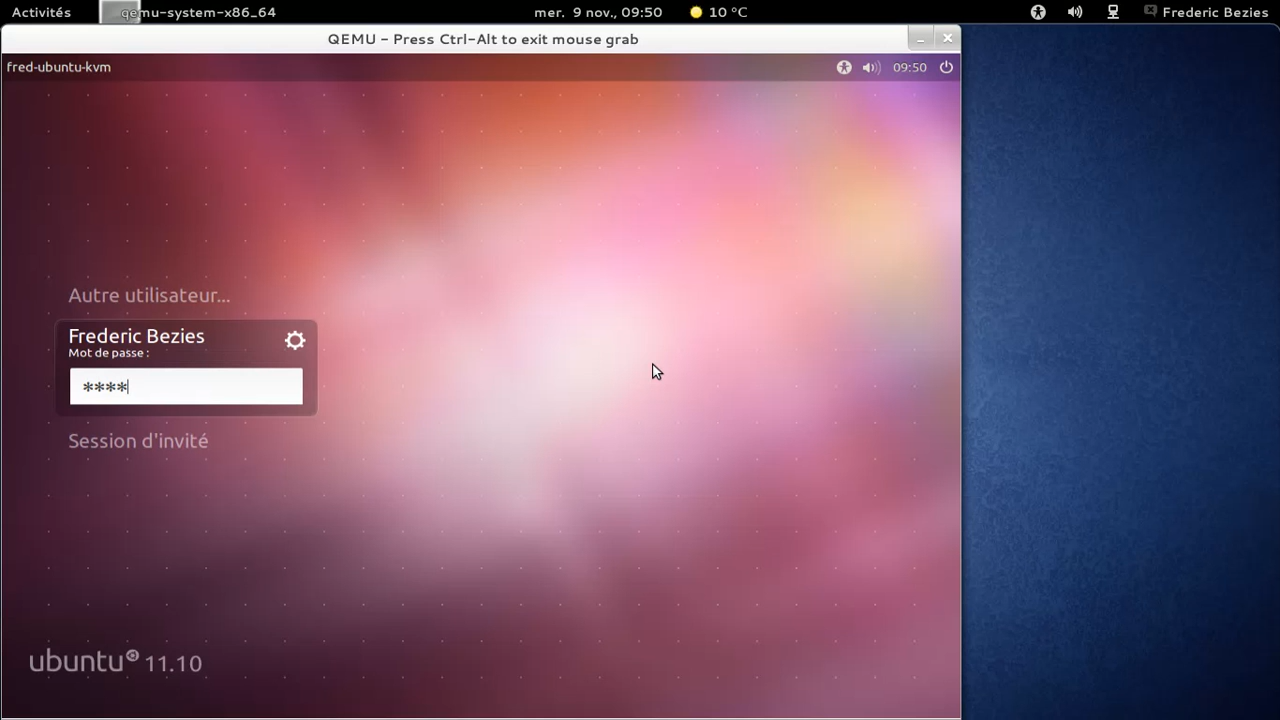 Activités qemu-system-x86_64 mer. 9 nov., 09:50 10 °C Frederic Bezies
QEMU - Press Ctrl-Alt to exit mouse grab
fred-ubuntu-kvm 09:50
Autre utilisateur...
Frederic Bezies
Mot de passe :
****
Session d'invité
ubuntu 11.10